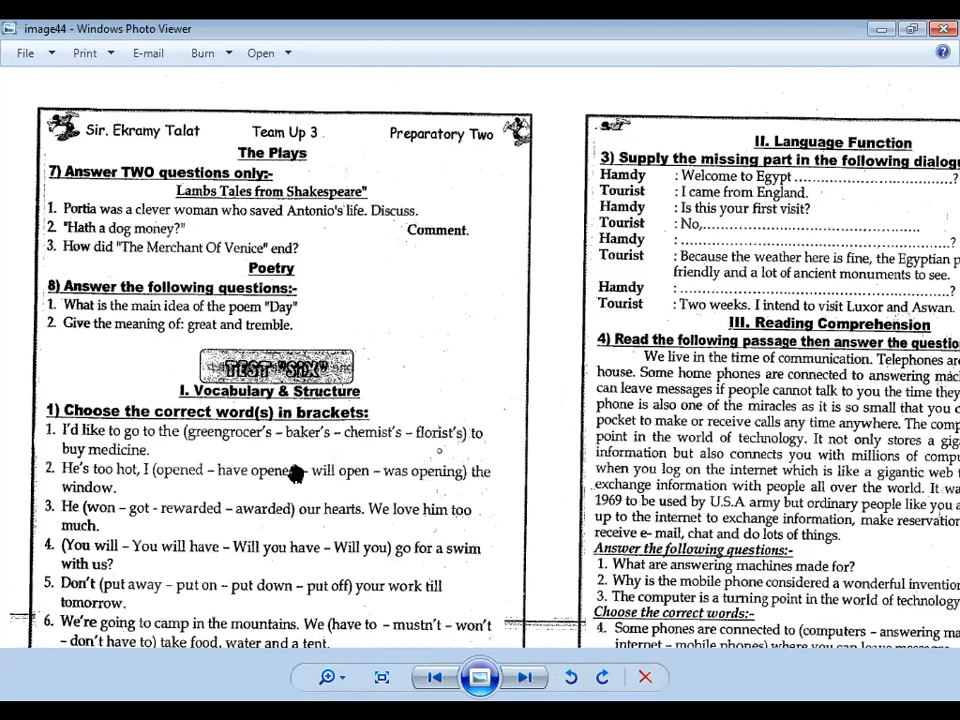 image44 - Windows Photo Viewer
File Print E-mail Burn Open
Sir. Ekramy Talat Team Up 3 Preparatory Two
The Plays
7) Answer TWO questions only:-
Lambs Tales from Shakespeare"
1. Portia was a clever woman who saved Antonio's life. Discuss.
2. "Hath a dog money?" Comment.
3. How did "The Merchant Of Venice" end?
Poetry
8) Answer the following questions:-
1. What is the main idea of the poem "Day"
2. Give the meaning of: great and tremble.
TEST "SIX"
I. Vocabulary & Structure
1) Choose the correct word(s) in brackets:
1. I'd like to go to the (greengrocer's – baker's – chemist's – florist's) to
buy medicine.
2. He's too hot, I (opened – have opened – will open – was opening) the
window.
3. He (won – got - rewarded – awarded) our hearts. We love him too
much.
4. (You will – You will have – Will you have – Will you) go for a swim
with us?
5. Don't (put away – put on – put down – put off) your work till
tomorrow.
6. We're going to camp in the mountains. We (have to – mustn't – won't
– don't have to) take food, water and a tent.
II. Language Function
3) Supply the missing part in the following dialog
Hamdy : Welcome to Egypt ....................................?
Tourist : I came from England.
Hamdy : Is this your first visit?
Tourist : No,................................................
Hamdy : ............................................................?
Tourist : Because the weather here is fine, the Egyptian p
friendly and a lot of ancient monuments to see.
Hamdy : ............................................................?
Tourist : Two weeks. I intend to visit Luxor and Aswan.
III. Reading Comprehension
4) Read the following passage then answer the questio
We live in the time of communication. Telephones are
house. Some home phones are connected to answering mac
can leave messages if people cannot talk to you the time they
phone is also one of the miracles as it is so small that you c
pocket to make or receive calls any time anywhere. The comp
point in the world of technology. It not only stores a giga
information but also connects you with millions of compu
when you log on the internet which is like a gigantic web t
exchange information with people all over the world. It wa
1969 to be used by U.S.A army but ordinary people like you a
up to the internet to exchange information, make reservation
receive e- mail, chat and do lots of things.
Answer the following questions:-
1. What are answering machines made for?
2. Why is the mobile phone considered a wonderful invention
3. The computer is a turning point in the world of technology
Choose the correct words:-
4. Some phones are connected to (computers – answering ma
internet – mobile phones) where you can leave messages